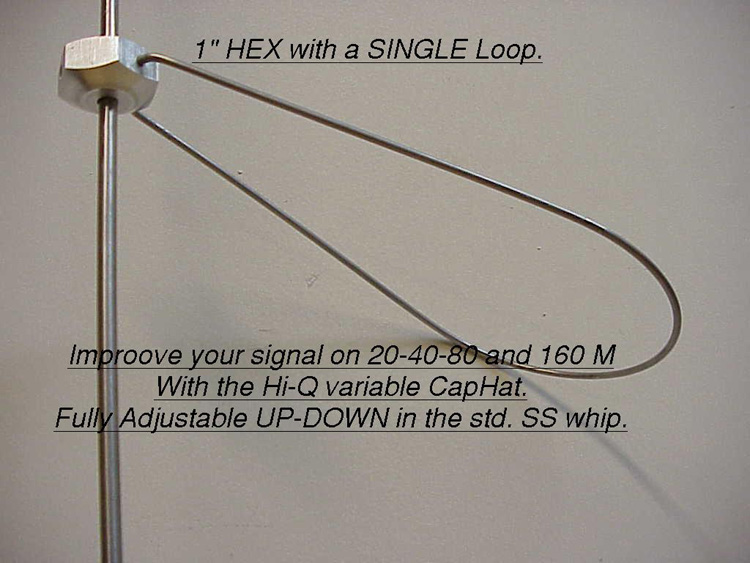 1" HEX with a SINGLE Loop.
Improove your signal on 20-40-80 and 160 M
With the Hi-Q variable CapHat.
Fully Adjustable UP-DOWN in the std. SS whip.